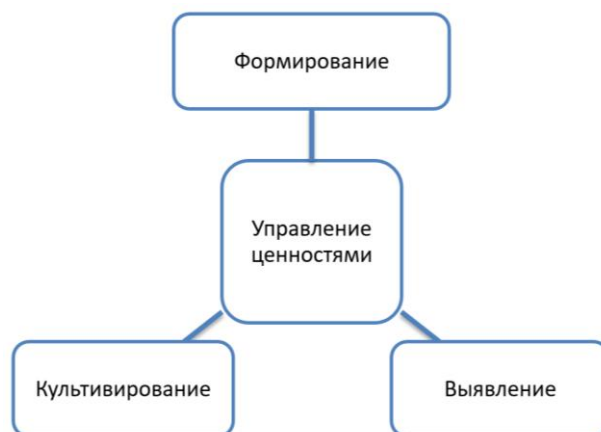 Формирование
Управление
ценностями
Культивирование
Выявление